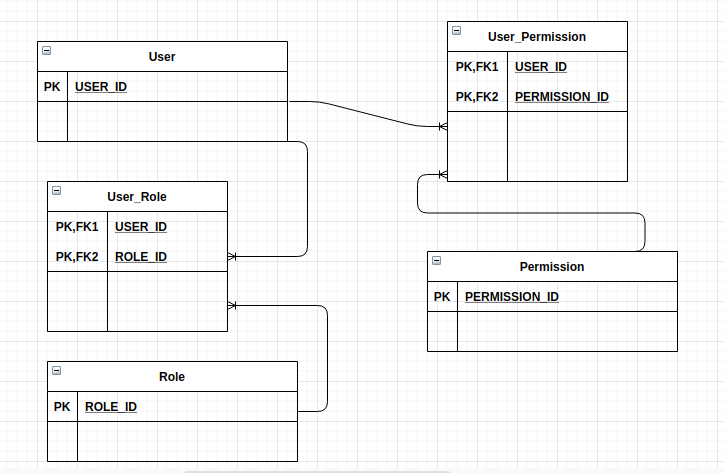 User
PK USER_ID
User_Permission
PK,FK1 USER_ID
PK,FK2 PERMISSION_ID
User_Role
PK,FK1 USER_ID
PK,FK2 ROLE_ID
Permission
PK PERMISSION_ID
Role
PK ROLE_ID